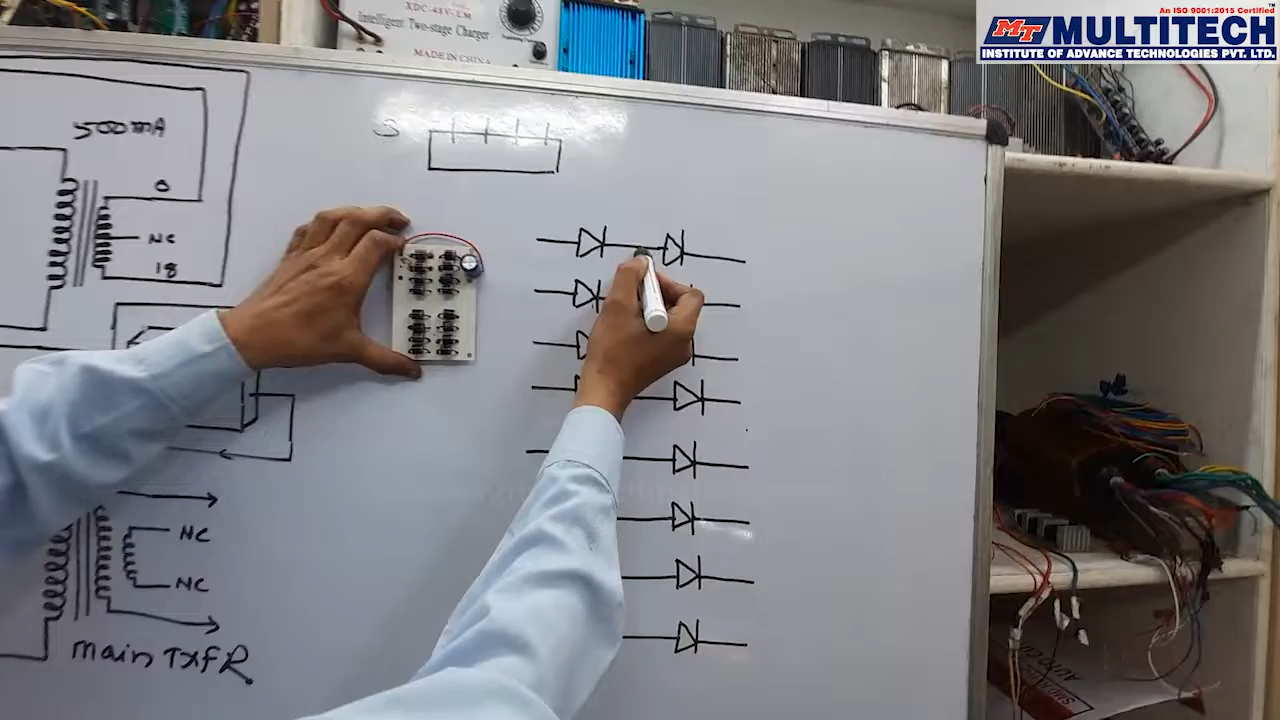 An ISO 9001:2015 Certified
MT MULTITECH
INSTITUTE OF ADVANCE TECHNOLOGIES PVT. LTD.
XDC-48V-LM
Intelligent Two-stage Charger
MADE IN CHINA
500mA
0
NC
18
NC
NC
main TXFR